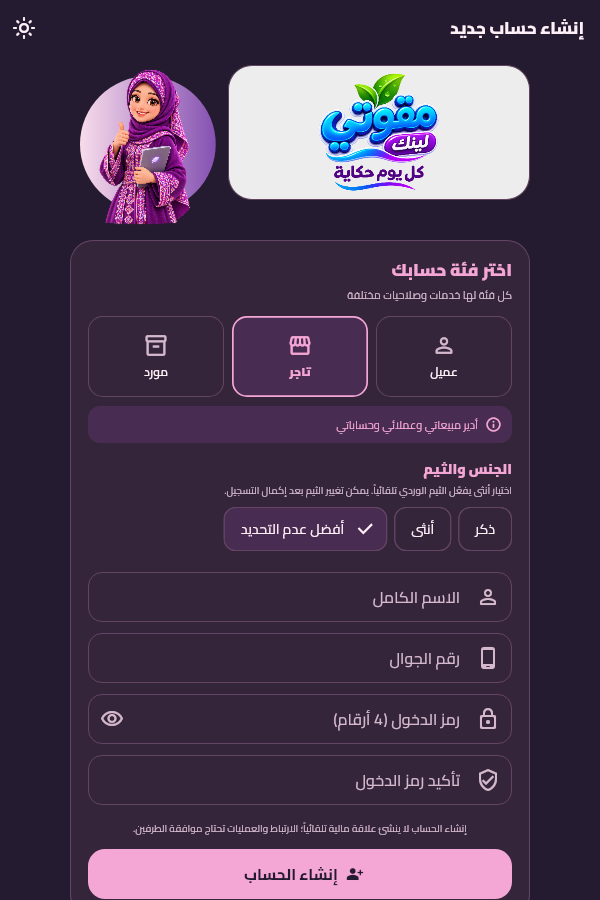 إنشاء حساب جديد
مقوتي
لينك
كل يوم حكاية
اختر فئة حسابك
كل فئة لها خدمات وصلاحيات مختلفة
عميل
تاجر
مورد
أدير مبيعاتي وعملائي وحساباتي
الجنس والثيم
اختيار أنثى يفعّل الثيم الوردي تلقائياً. يمكن تغيير الثيم بعد إكمال التسجيل.
ذكر
أنثى
أفضل عدم التحديد
الاسم الكامل
رقم الجوال
رمز الدخول (4 أرقام)
تأكيد رمز الدخول
إنشاء الحساب لا ينشئ علاقة مالية تلقائياً؛ الارتباط والعمليات تحتاج موافقة الطرفين.
إنشاء الحساب